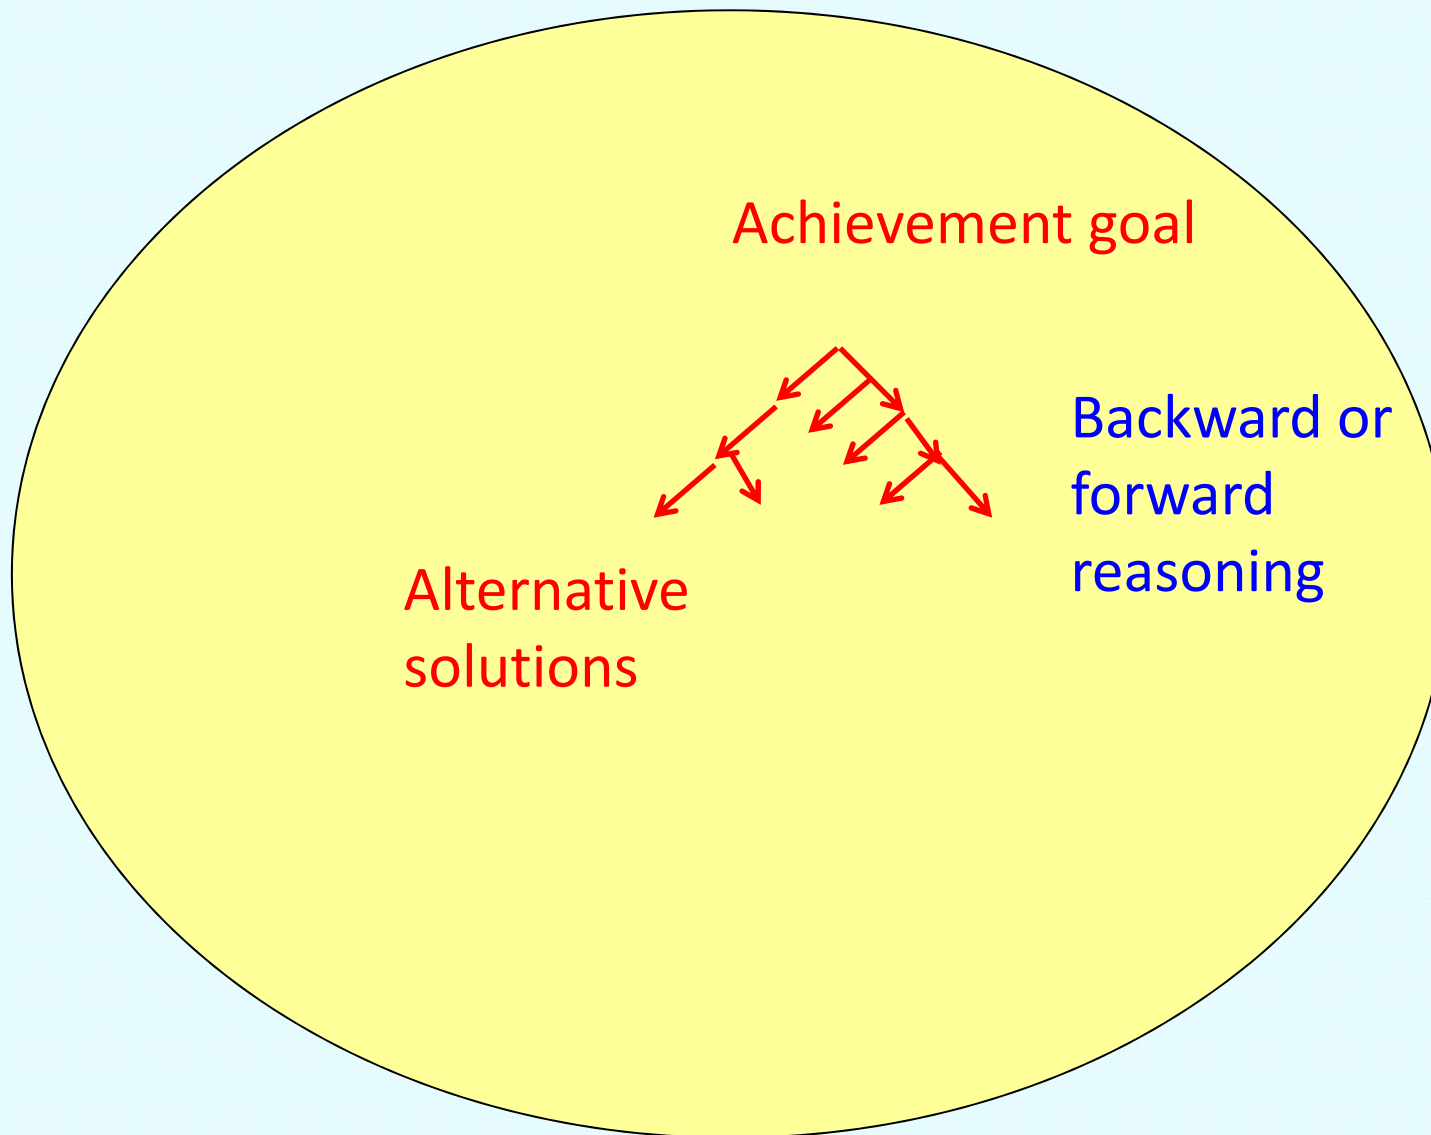 Achievement goal
Backward or
forward
reasoning
Alternative
solutions